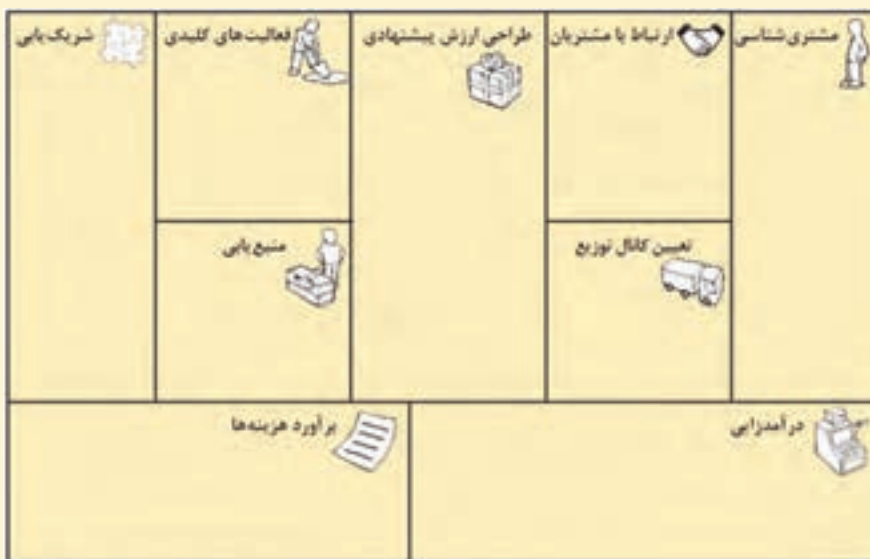 مشتری‌شناسی
ارتباط با مشتریان
طراحی ارزش پیشنهادی
فعالیت‌های کلیدی
شریک‌یابی
تعیین کانال توزیع
منبع‌یابی
درآمدزایی
برآورد هزینه‌ها